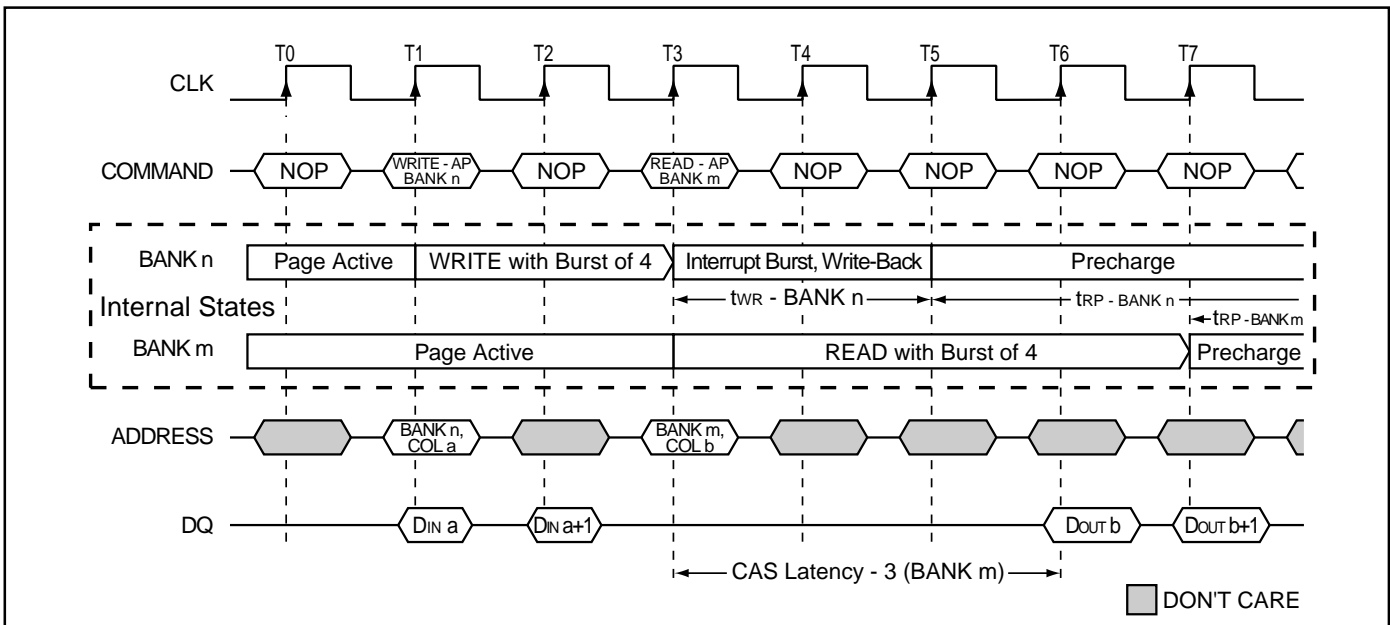 T0 T1 T2 T3 T4 T5 T6 T7
CLK
COMMAND NOP WRITE - AP BANK n NOP READ - AP BANK m NOP NOP NOP NOP
BANK n Page Active WRITE with Burst of 4 Interrupt Burst, Write-Back Precharge
Internal States tWR - BANK n tRP - BANK n
tRP - BANK m
BANK m Page Active READ with Burst of 4 Precharge
ADDRESS BANK n, COL a BANK m, COL b
DQ DIN a DIN a+1 DOUT b DOUT b+1
CAS Latency - 3 (BANK m)
DON'T CARE